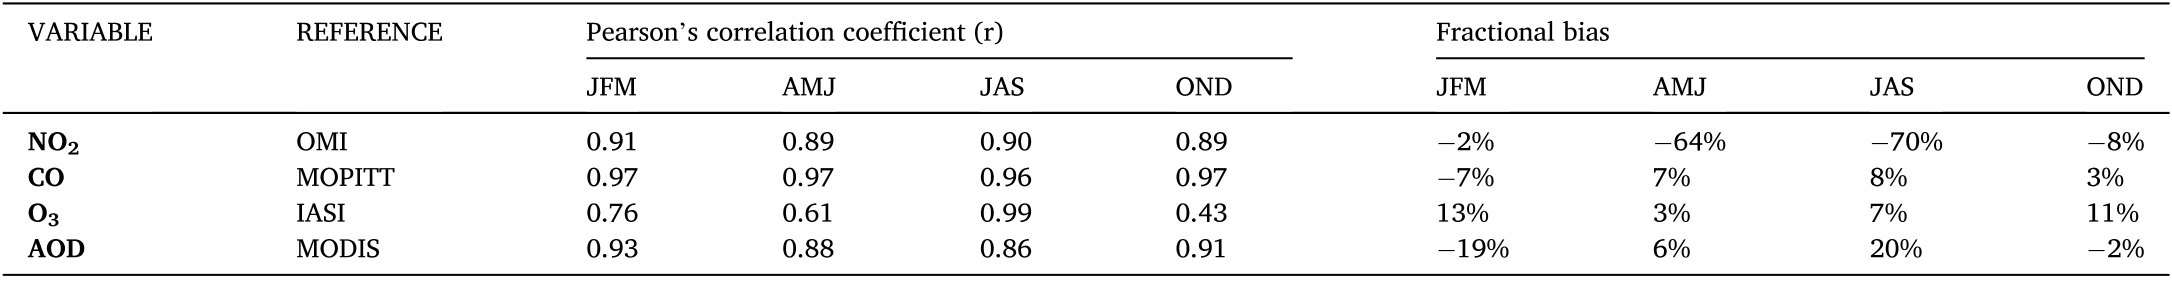 VARIABLE REFERENCE Pearson’s correlation coefficient (r) Fractional bias
JFM AMJ JAS OND JFM AMJ JAS OND
NO₂ OMI 0.91 0.89 0.90 0.89 −2% −64% −70% −8%
CO MOPITT 0.97 0.97 0.96 0.97 −7% 7% 8% 3%
O₃ IASI 0.76 0.61 0.99 0.43 13% 3% 7% 11%
AOD MODIS 0.93 0.88 0.86 0.91 −19% 6% 20% −2%